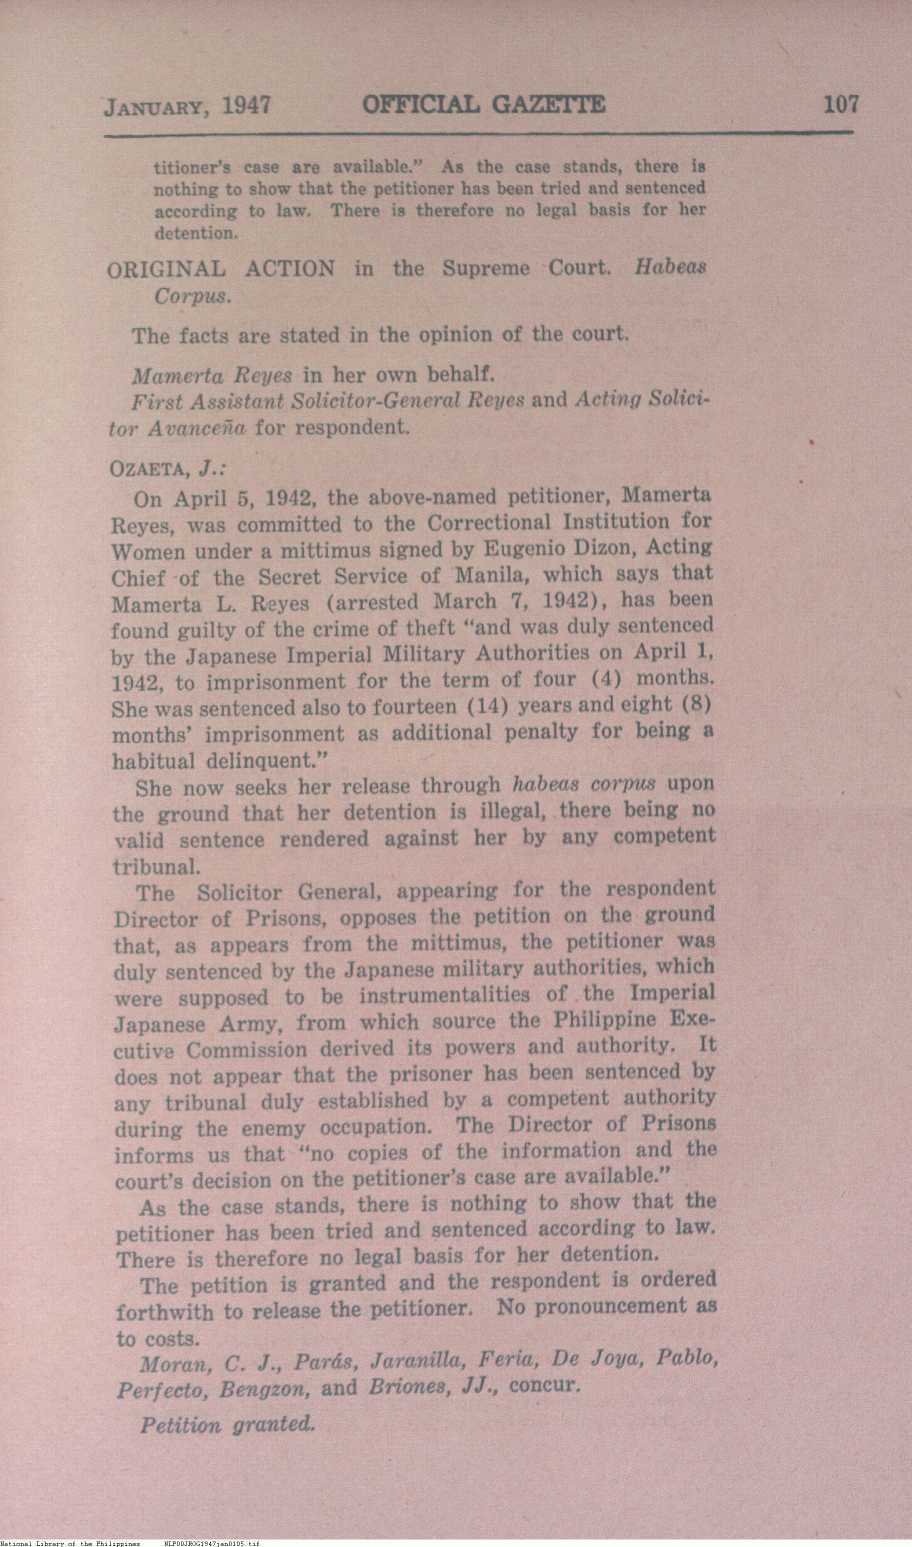 JANUARY, 1947 OFFICIAL GAZETTE 107
titioner's case are available." As the case stands, there is
nothing to show that the petitioner has been tried and sentenced
according to law. There is therefore no legal basis for her
detention.
ORIGINAL ACTION in the Supreme Court. Habeas
Corpus.
The facts are stated in the opinion of the court.
Mamerta Reyes in her own behalf.
First Assistant Solicitor-General Reyes and Acting Solici-
tor Avanceña for respondent.
OZAETA, J.:
On April 5, 1942, the above-named petitioner, Mamerta
Reyes, was committed to the Correctional Institution for
Women under a mittimus signed by Eugenio Dizon, Acting
Chief of the Secret Service of Manila, which says that
Mamerta L. Reyes (arrested March 7, 1942), has been
found guilty of the crime of theft "and was duly sentenced
by the Japanese Imperial Military Authorities on April 1,
1942, to imprisonment for the term of four (4) months.
She was sentenced also to fourteen (14) years and eight (8)
months' imprisonment as additional penalty for being a
habitual delinquent."
She now seeks her release through habeas corpus upon
the ground that her detention is illegal, there being no
valid sentence rendered against her by any competent
tribunal.
The Solicitor General, appearing for the respondent
Director of Prisons, opposes the petition on the ground
that, as appears from the mittimus, the petitioner was
duly sentenced by the Japanese military authorities, which
were supposed to be instrumentalities of the Imperial
Japanese Army, from which source the Philippine Exe-
cutive Commission derived its powers and authority. It
does not appear that the prisoner has been sentenced by
any tribunal duly established by a competent authority
during the enemy occupation. The Director of Prisons
informs us that "no copies of the information and the
court's decision on the petitioner's case are available."
As the case stands, there is nothing to show that the
petitioner has been tried and sentenced according to law.
There is therefore no legal basis for her detention.
The petition is granted and the respondent is ordered
forthwith to release the petitioner. No pronouncement as
to costs.
Moran, C. J., Parás, Jaranilla, Feria, De Joya, Pablo,
Perfecto, Bengzon, and Briones, JJ., concur.
Petition granted.
National Library of the Philippines NLP00JROG1947jan0105.tif